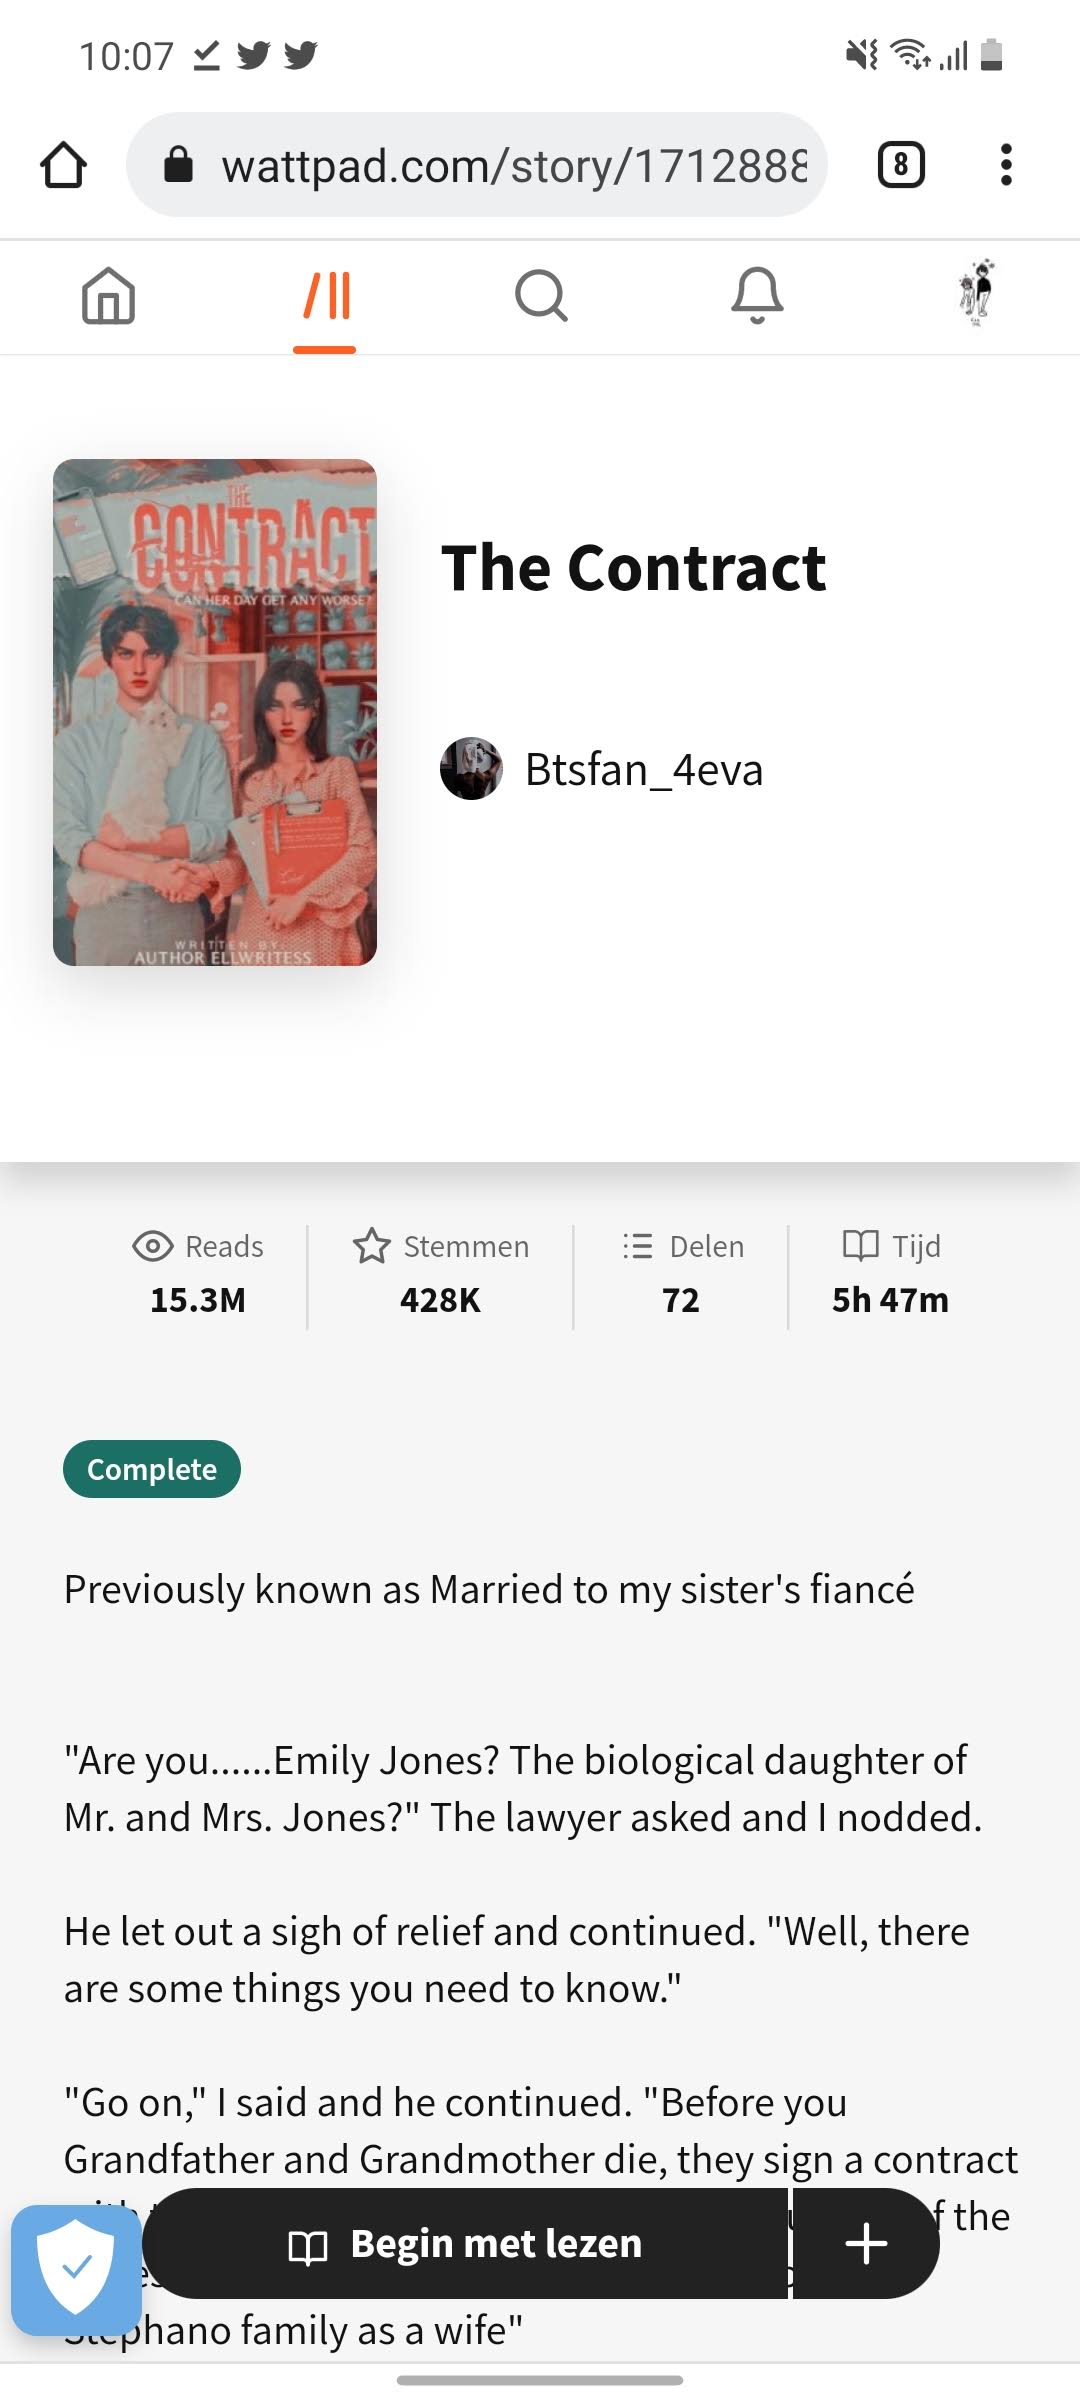 10:07
wattpad.com/story/1712888
8
THE
CONTRACT
CAN HER DAY GET ANY WORSE?
WRITTEN BY:
AUTHOR ELLWRITESS
The Contract
Btsfan_4eva
Reads
15.3M
Stemmen
428K
Delen
72
Tijd
5h 47m
Complete
Previously known as Married to my sister's fiancé
"Are you......Emily Jones? The biological daughter of
Mr. and Mrs. Jones?" The lawyer asked and I nodded.
He let out a sigh of relief and continued. "Well, there
are some things you need to know."
"Go on," I said and he continued. "Before you
Grandfather and Grandmother die, they sign a contract
the
Begin met lezen
Stephano family as a wife"